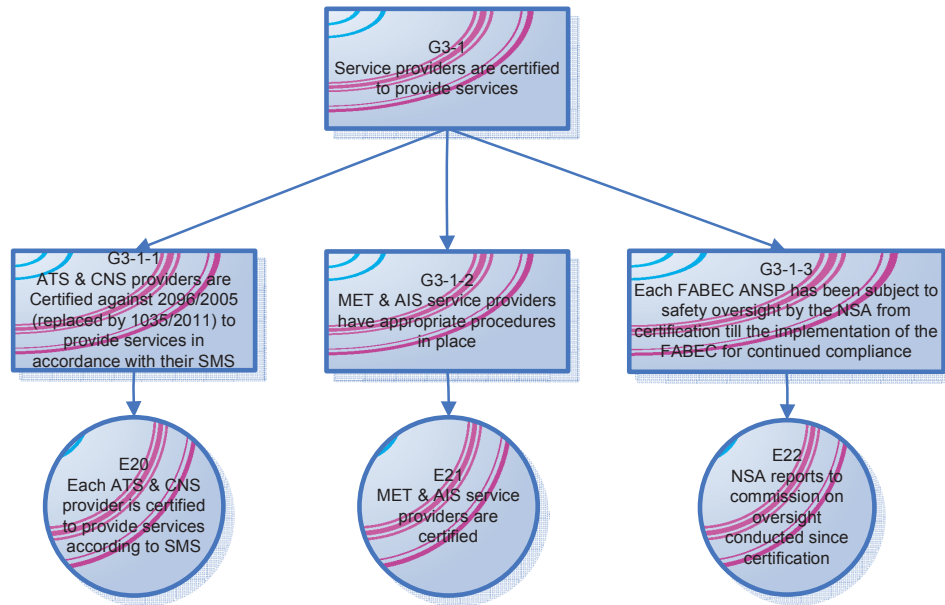 G3-1
Service providers are certified
to provide services
G3-1-1
ATS & CNS providers are
Certified against 2096/2005
(replaced by 1035/2011) to
provide services in
accordance with their SMS
G3-1-2
MET & AIS service providers
have appropriate procedures
in place
G3-1-3
Each FABEC ANSP has been subject to
safety oversight by the NSA from
certification till the implementation of the
FABEC for continued compliance
E20
Each ATS & CNS
provider is certified
to provide services
according to SMS
E21
MET & AIS service
providers are
certified
E22
NSA reports to
commission on
oversight
conducted since
certification